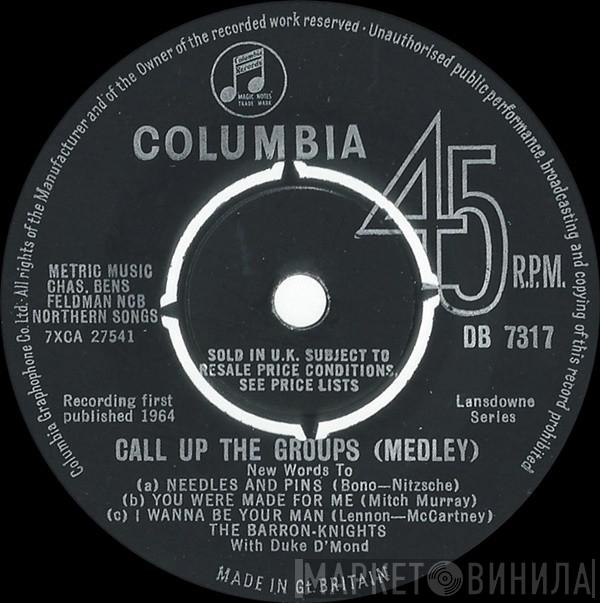 Columbia Graphophone Co. Ltd. · All rights of the Manufacturer and of the Owner of the recorded work reserved · Unauthorised public performance, broadcasting and copying of this record prohibited
Columbia
Records
MAGIC NOTES
TRADE MARK
COLUMBIA
45
R.P.M.
METRIC MUSIC
CHAS. BENS
FELDMAN NCB
NORTHERN SONGS
7XCA 27541
DB 7317
SOLD IN U.K. SUBJECT TO
RESALE PRICE CONDITIONS,
SEE PRICE LISTS
Recording first
published 1964
Lansdowne
Series
CALL UP THE GROUPS (MEDLEY)
New Words To
(a) NEEDLES AND PINS (Bono—Nitzsche)
(b) YOU WERE MADE FOR ME (Mitch Murray)
(c) I WANNA BE YOUR MAN (Lennon—McCartney)
THE BARRON-KNIGHTS
With Duke D'Mond
MADE IN Gt. BRITAIN
МАРКЕТ ВИНИЛА